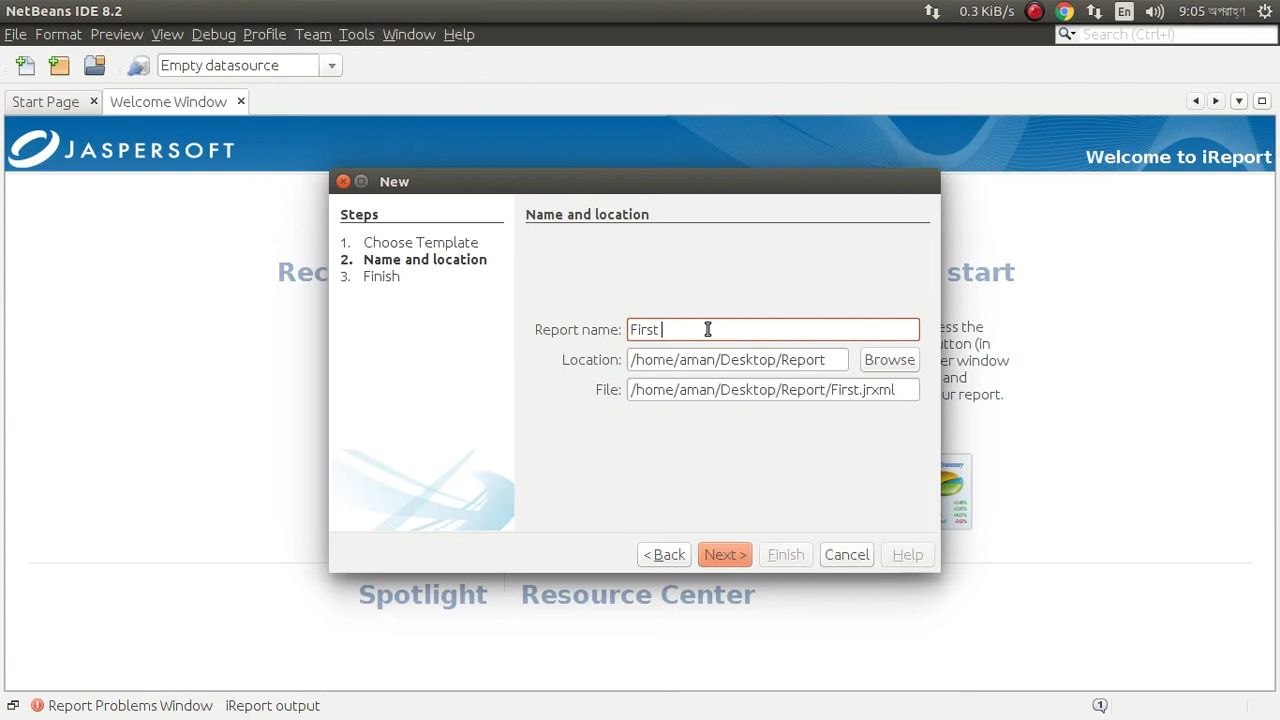 NetBeans IDE 8.2
0.3 KiB/s En 9:05 অপরাহ্ণ
File Format Preview View Debug Profile Team Tools Window Help
Search (Ctrl+I)
Empty datasource
Start Page Welcome Window
JASPERSOFT
Welcome to iReport
New
Steps
1. Choose Template
2. Name and location
3. Finish
Name and location
Report name: First
Location: /home/aman/Desktop/Report Browse
File: /home/aman/Desktop/Report/First.jrxml
< Back Next > Finish Cancel Help
Rec
start
ess the
utton (in
er window
and
ur report.
Summary
Spotlight Resource Center
Report Problems Window iReport output 1